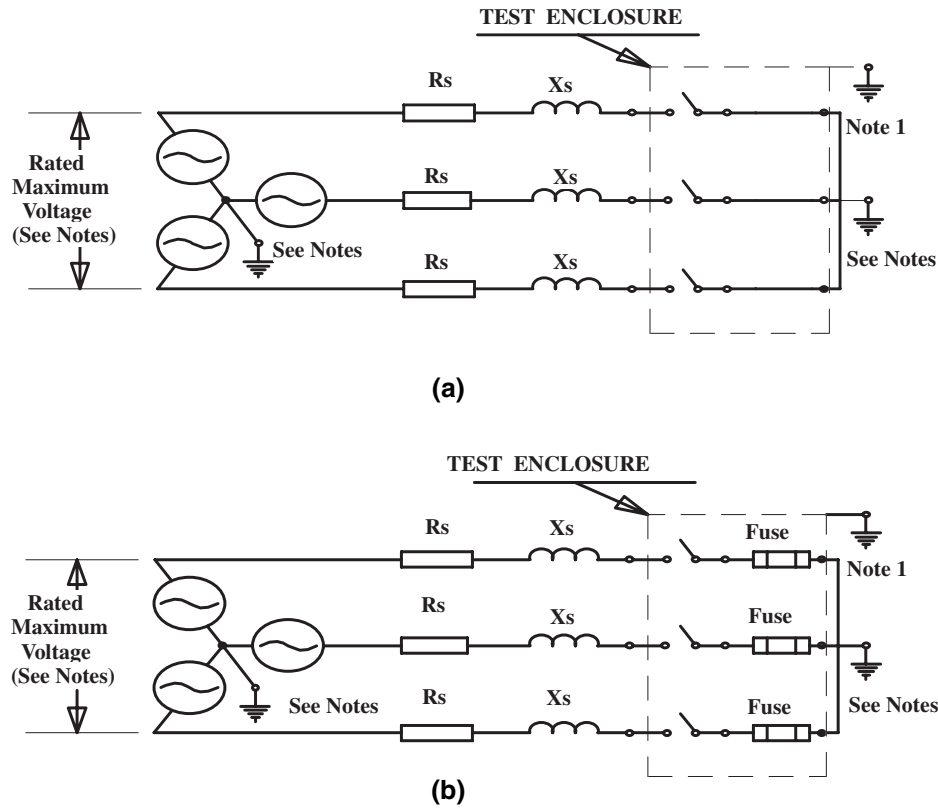 TEST ENCLOSURE
Rs
Xs
Note 1
Rated
Maximum
Voltage
(See Notes)
Rs
Xs
See Notes
See Notes
Rs
Xs
(a)
TEST ENCLOSURE
Rs
Xs
Fuse
Note 1
Rated
Maximum
Voltage
(See Notes)
Rs
Xs
Fuse
See Notes
See Notes
Rs
Xs
Fuse
(b)